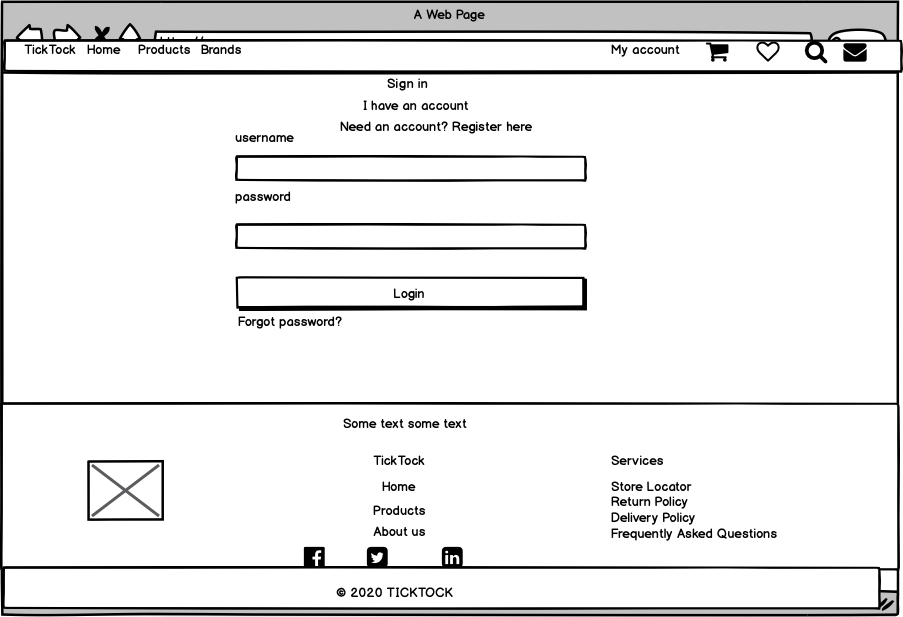 A Web Page
TickTock Home Products Brands My account
Sign in
I have an account
Need an account? Register here
username
password
Login
Forgot password?
Some text some text
TickTock
Home
Products
About us
Services
Store Locator
Return Policy
Delivery Policy
Frequently Asked Questions
© 2020 TICKTOCK